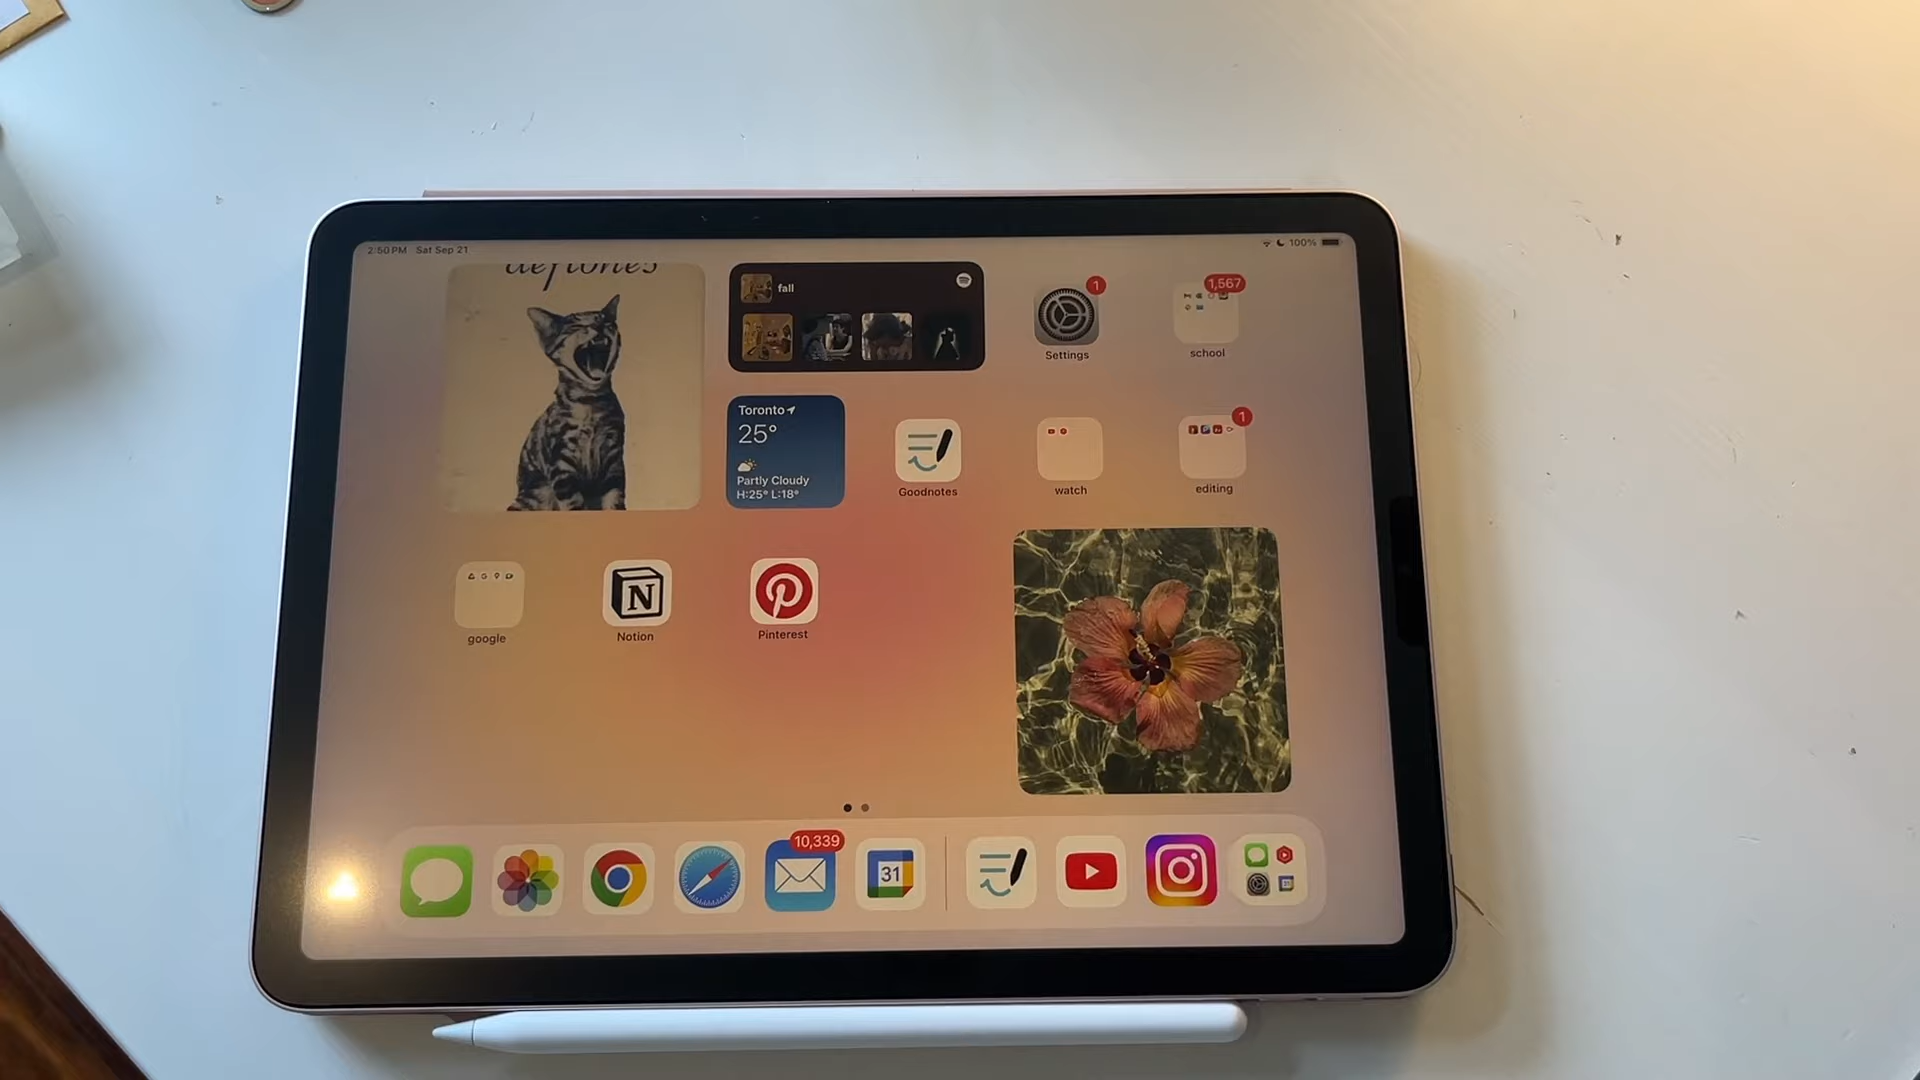 2:50 PM Sat Sep 21
100%
deftones
fall
1
Settings
1,567
school
Toronto
25°
Partly Cloudy
H:25° L:18°
Goodnotes
watch
1
editing
google
N
Notion
Pinterest
10,339
31